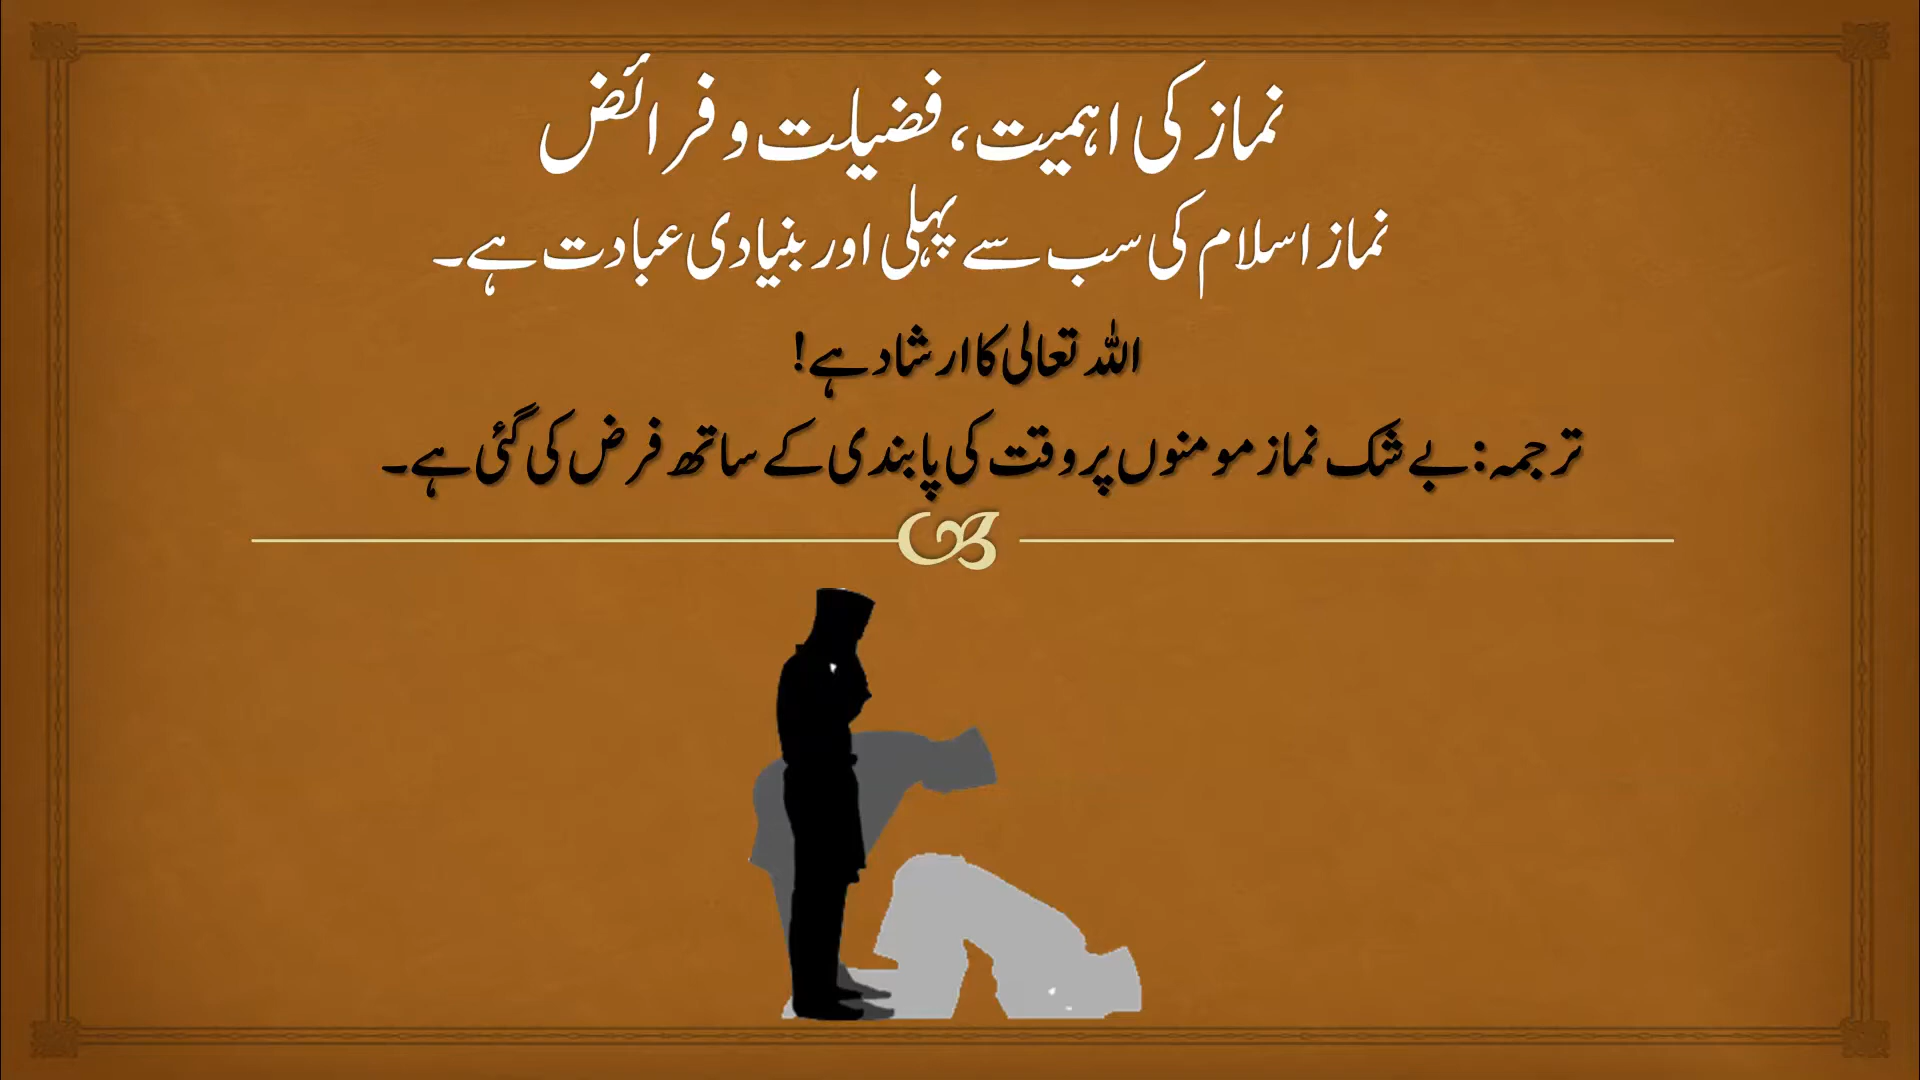 نماز کی اہمیت، فضیلت و فرائض
نماز اسلام کی سب سے پہلی اور بنیادی عبادت ہے۔
اللہ تعالی کا ارشاد ہے!
ترجمہ: بے شک نماز مومنوں پر وقت کی پابندی کے ساتھ فرض کی گئی ہے۔